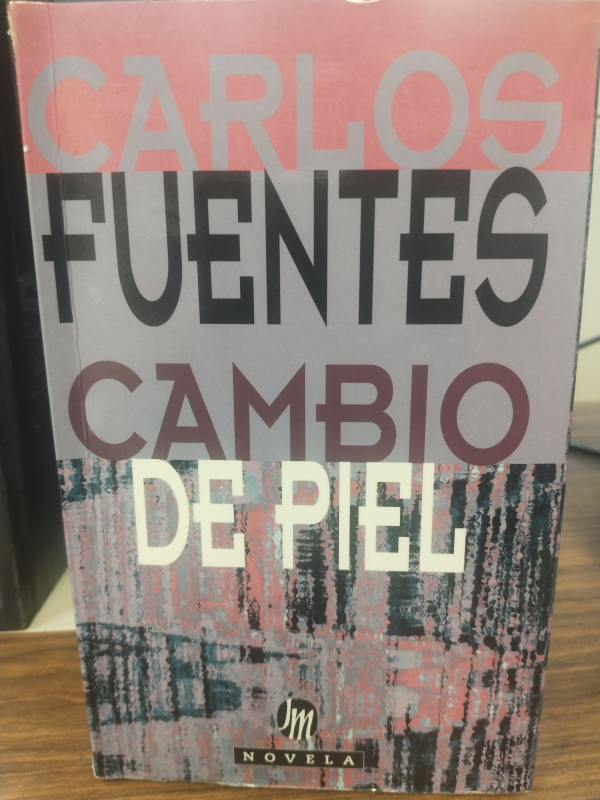 CARLOS
FUENTES
CAMBIO
DE PIEL
JM
NOVELA